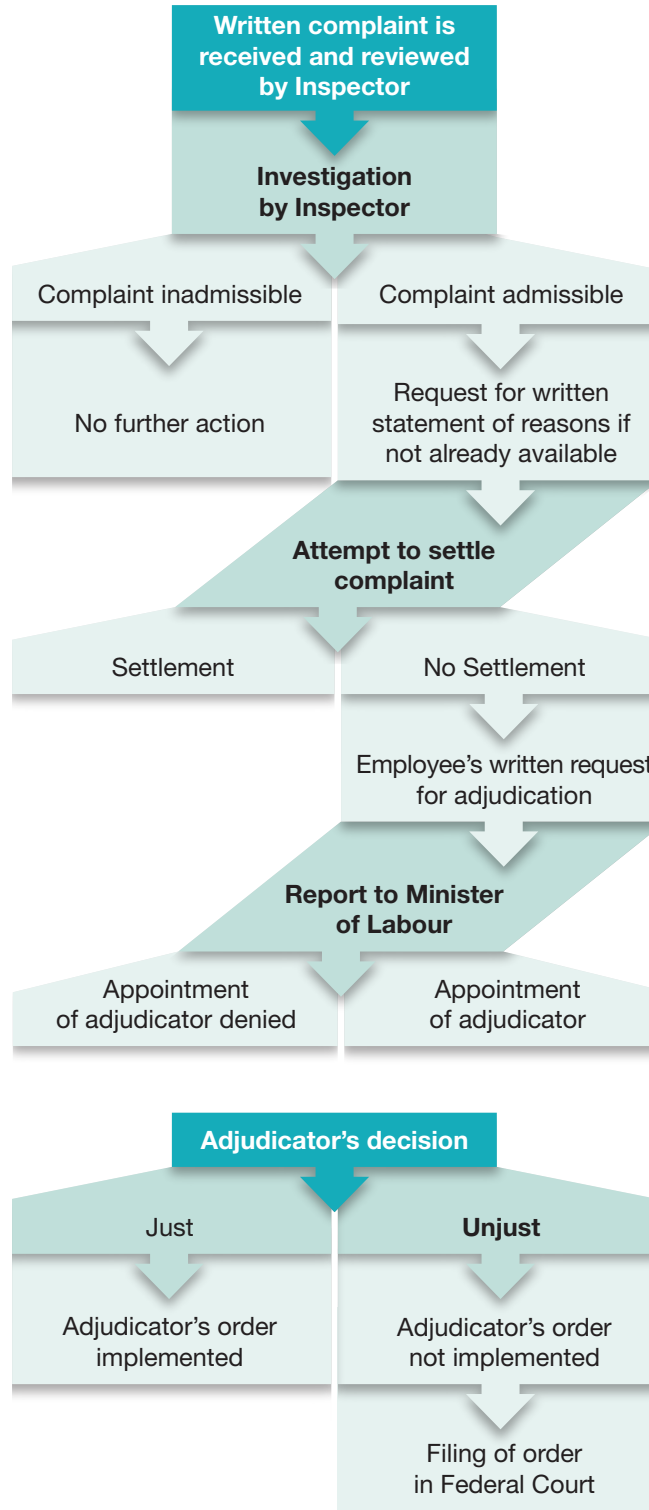 Written complaint is
received and reviewed
by Inspector
Investigation
by Inspector
Complaint inadmissible
Complaint admissible
No further action
Request for written
statement of reasons if
not already available
Attempt to settle
complaint
Settlement
No Settlement
Employee’s written request
for adjudication
Report to Minister
of Labour
Appointment
of adjudicator denied
Appointment
of adjudicator
Adjudicator’s decision
Just
Unjust
Adjudicator’s order
implemented
Adjudicator’s order
not implemented
Filing of order
in Federal Court